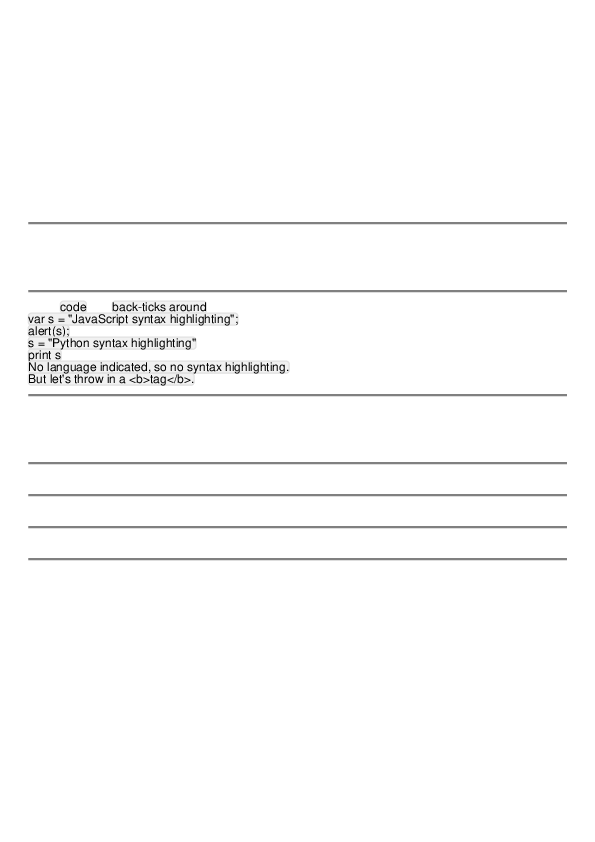 code back-ticks around
var s = "JavaScript syntax highlighting";
alert(s);
s = "Python syntax highlighting"
print s
No language indicated, so no syntax highlighting.
But let's throw in a <b>tag</b>.